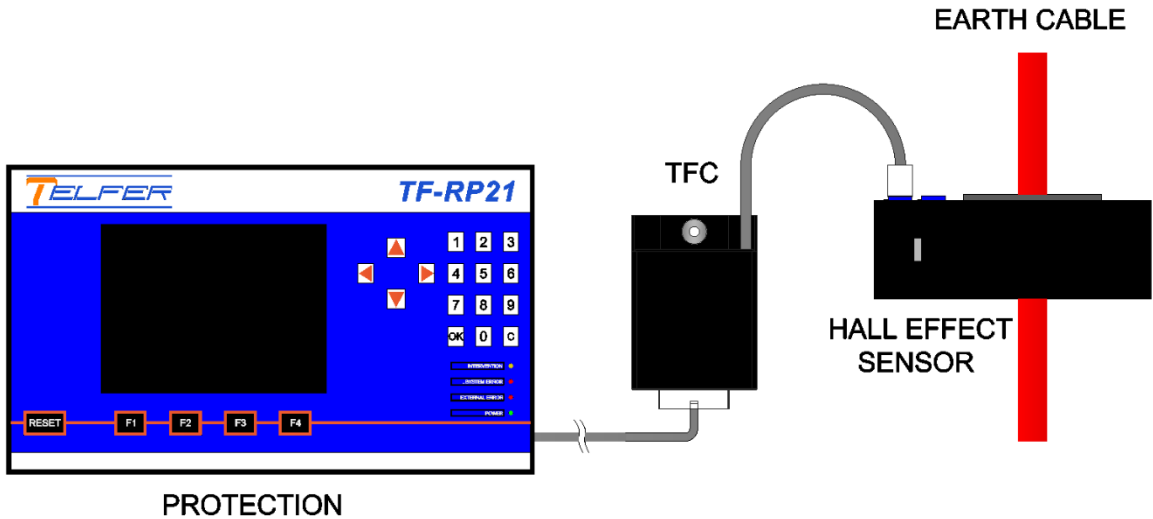 EARTH CABLE
TFC
TELFER
TF-RP21
1 2 3
4 5 6
7 8 9
OK 0 C
HALL EFFECT
SENSOR
INTERVENTION
SYSTEM ERROR
EXTERNAL ERROR
POWER
RESET F1 F2 F3 F4
PROTECTION